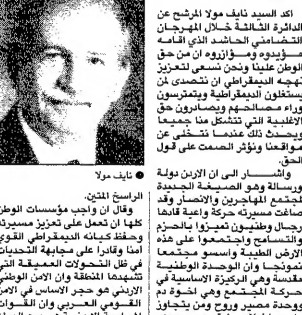 اكد السيد نايف مولا المرشح عن
الدائرة الثالثة خلال المهرجان
التضامني الحاشد الذي اقامه
مؤيدوه ومؤازروه ان من حق
الوطن علينا ونحن نسعى لتعزيز
نهجه الديمقراطي ان نتصدى لمن
يستغلون الديمقراطية ويتمترسون
وراء مصالحهم ويصادرون حق
الاغلبية التي تتشكل منا جميعا
ويحدث ذلك عندما نتخلى عن
مواقعنا ونؤثر الصمت على قول
الحق.
واشار الى ان الاردن دولة
ورسالة وهو الصيغة الجديدة
لمجتمع المهاجرين والانصار وقد
صاغت مسيرته حركة واعية قادها
رجال وطنيون تميزوا بالحزم
والتسامح واجتمعوا على هذه
الارض الطيبة واسسو مجتمعا
نموذجا وان الوحدة الوطنية
مقدسة وهي الركيزة الاساسية في
حركة المجتمع وهي اخوة دم
ووحدة مصير وروح ومن يتجاوز
نايف مولا
الراسخ المتين.
وقال ان واجب مؤسسات الوطن
كلها ان تعمل على تعزيز مسيرته
وحفظ كيانه الديمقراطي القوي
امنا وقادرا على مجابهة التحديات
في ظل التحولات العميقة التي
تشهدها المنطقة وان الامن الوطني
الاردني هو حجر الاساس في الامن
القومي العربي وان القوات